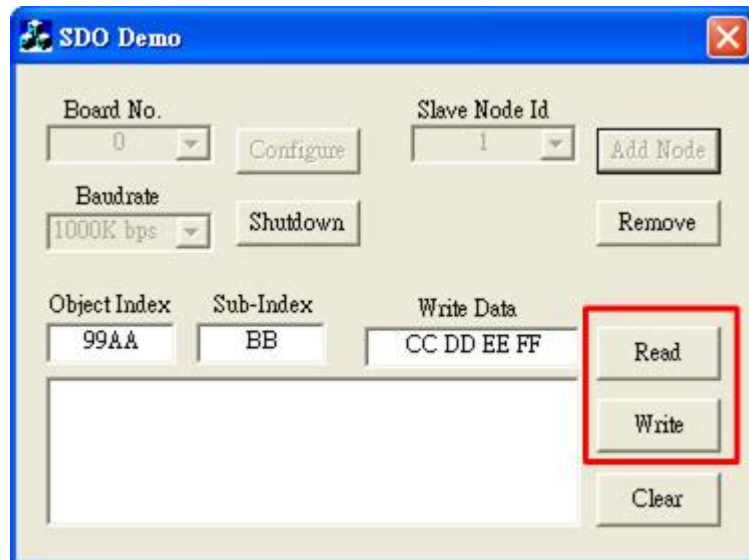 SDO Demo
Board No. Slave Node Id
0 Configure 1 Add Node
Baudrate
1000K bps Shutdown Remove
Object Index Sub-Index Write Data
99AA BB CC DD EE FF Read
Write
Clear